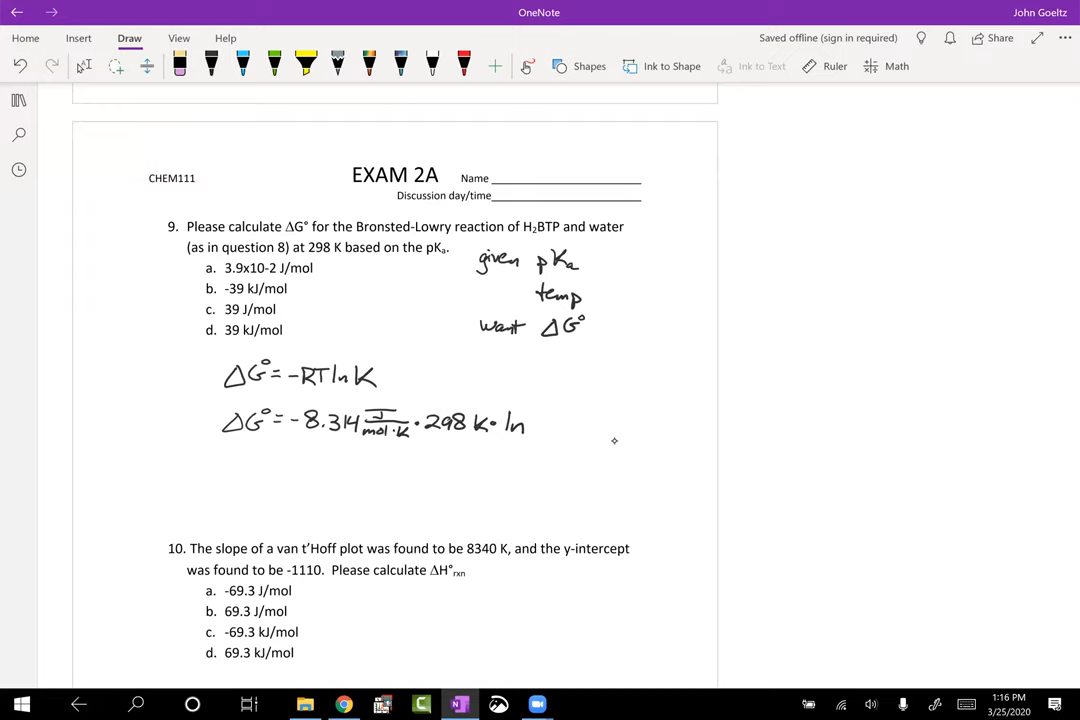 OneNote
John Goeltz
Home Insert Draw View Help
Saved offline (sign in required)
Share
Shapes
Ink to Shape
Ink to Text
Ruler
Math
CHEM111
EXAM 2A
Name
Discussion day/time
9. Please calculate ΔG° for the Bronsted-Lowry reaction of H₂BTP and water
(as in question 8) at 298 K based on the pKₐ.
a. 3.9x10-2 J/mol
b. -39 kJ/mol
c. 39 J/mol
d. 39 kJ/mol
given pKa
temp
want ΔG°
ΔG° = -RT ln K
ΔG° = -8.314 J/mol·K · 298 K · ln
10. The slope of a van t'Hoff plot was found to be 8340 K, and the y-intercept
was found to be -1110. Please calculate ΔH°rxn
a. -69.3 J/mol
b. 69.3 J/mol
c. -69.3 kJ/mol
d. 69.3 kJ/mol
1:16 PM
3/25/2020